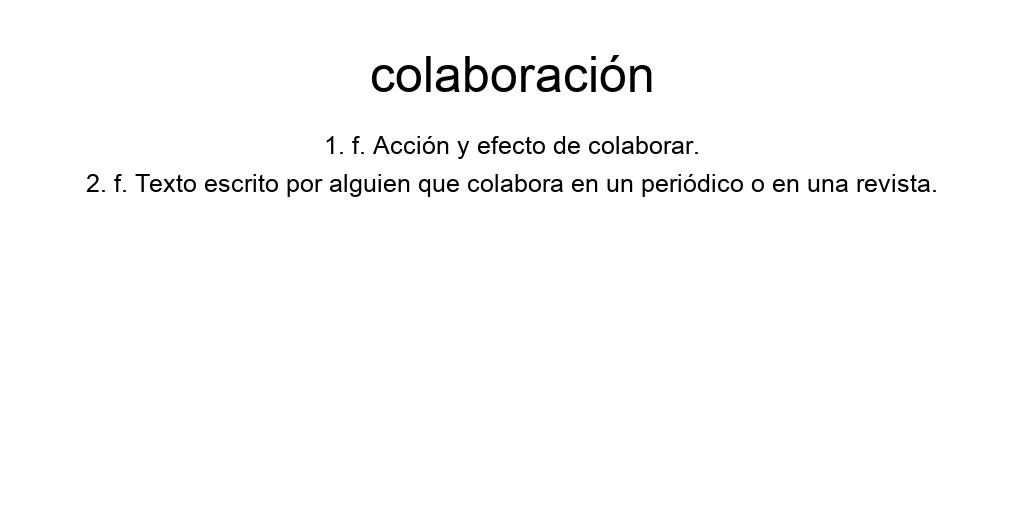 colaboración
1. f. Acción y efecto de colaborar.
2. f. Texto escrito por alguien que colabora en un periódico o en una revista.